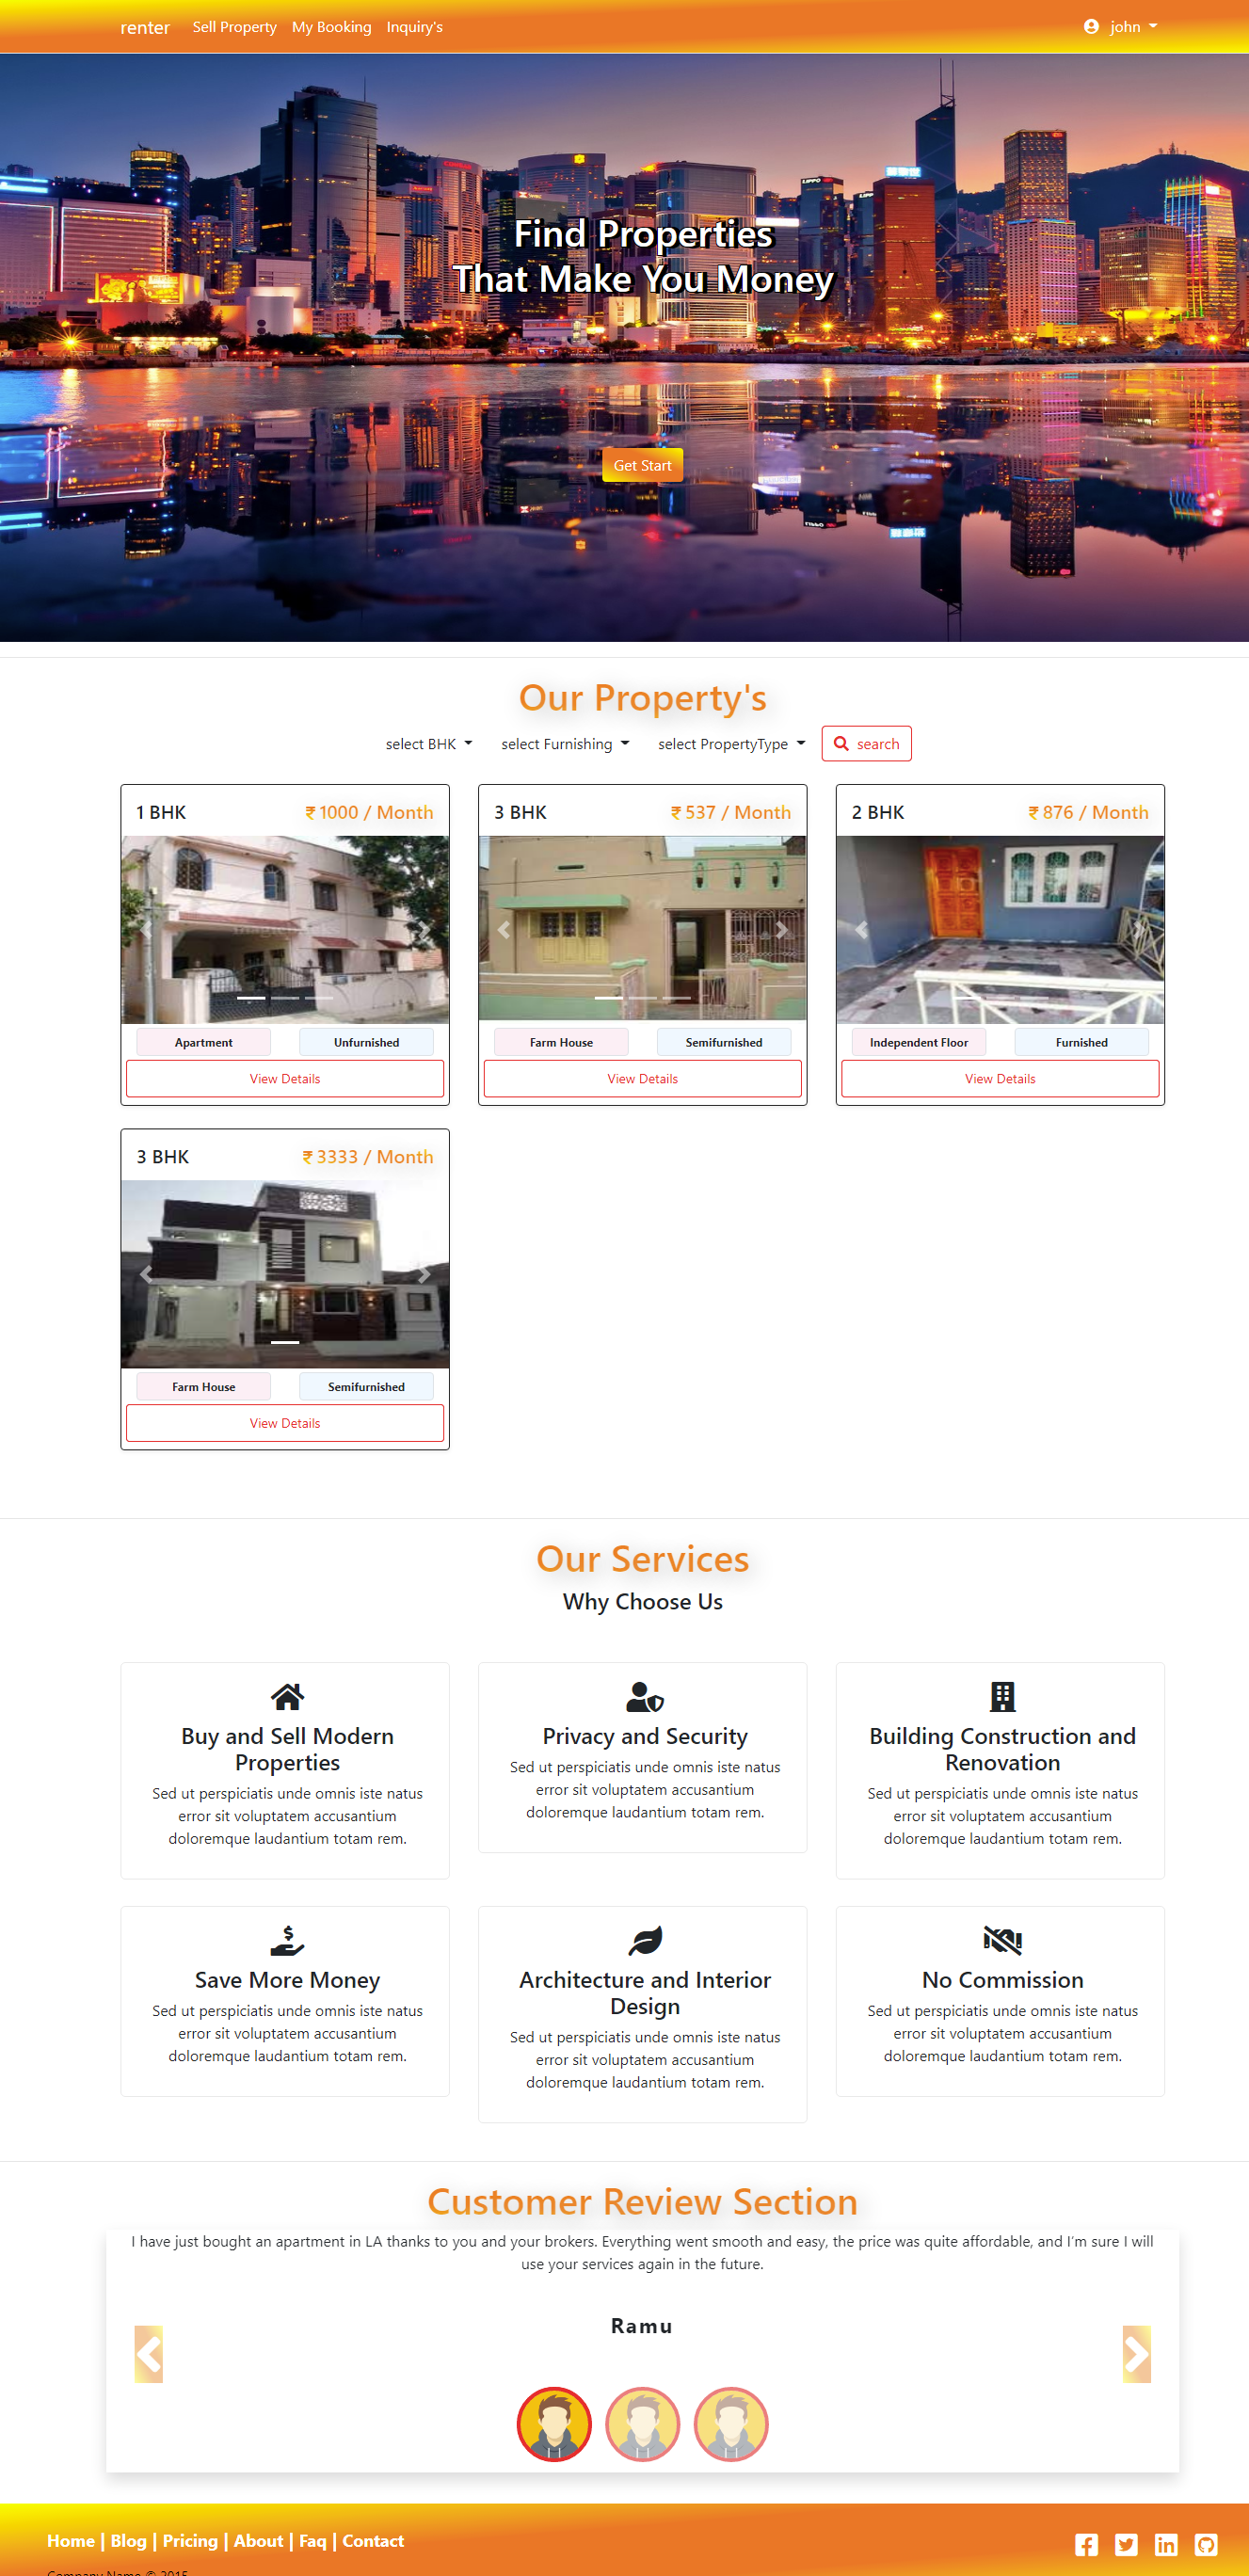 renter Sell Property My Booking Inquiry's john
Find Properties
That Make You Money
Get Start
Our Property's
select BHK select Furnishing select PropertyType search
1 BHK ₹ 1000 / Month
Apartment Unfurnished
View Details
3 BHK ₹ 537 / Month
Farm House Semifurnished
View Details
2 BHK ₹ 876 / Month
Independent Floor Furnished
View Details
3 BHK ₹ 3333 / Month
Farm House Semifurnished
View Details
Our Services
Why Choose Us
Buy and Sell Modern
Properties
Sed ut perspiciatis unde omnis iste natus
error sit voluptatem accusantium
doloremque laudantium totam rem.
Privacy and Security
Sed ut perspiciatis unde omnis iste natus
error sit voluptatem accusantium
doloremque laudantium totam rem.
Building Construction and
Renovation
Sed ut perspiciatis unde omnis iste natus
error sit voluptatem accusantium
doloremque laudantium totam rem.
Save More Money
Sed ut perspiciatis unde omnis iste natus
error sit voluptatem accusantium
doloremque laudantium totam rem.
Architecture and Interior
Design
Sed ut perspiciatis unde omnis iste natus
error sit voluptatem accusantium
doloremque laudantium totam rem.
No Commission
Sed ut perspiciatis unde omnis iste natus
error sit voluptatem accusantium
doloremque laudantium totam rem.
Customer Review Section
I have just bought an apartment in LA thanks to you and your brokers. Everything went smooth and easy, the price was quite affordable, and I'm sure I will
use your services again in the future.
Ramu
Home | Blog | Pricing | About | Faq | Contact
Company Name © 2015